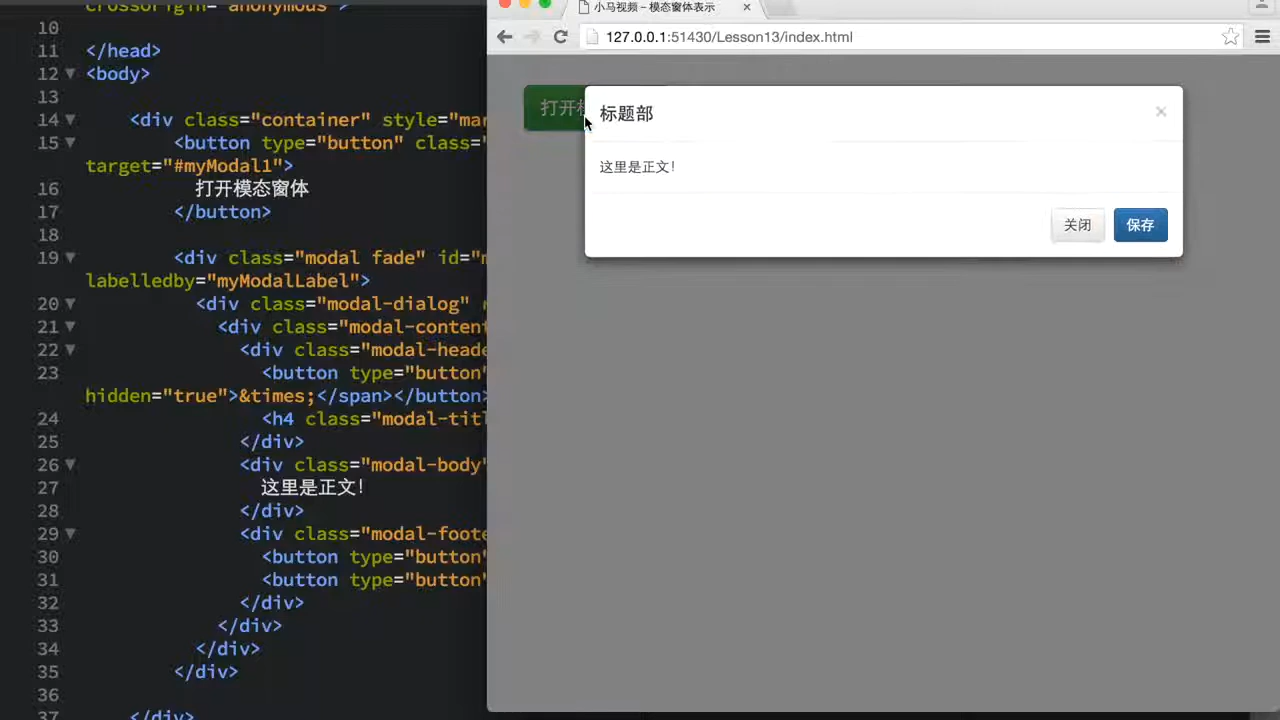 crossorigin="anonymous">
10
11 </head>
12 <body>
13
14 <div class="container" style="mar
15 <button type="button" class="
target="#myModal1">
16 打开模态窗体
17 </button>
18
19 <div class="modal fade" id="m
labelledby="myModalLabel">
20 <div class="modal-dialog" r
21 <div class="modal-content
22 <div class="modal-heade
23 <button type="button"
hidden="true">&times;</span></button>
24 <h4 class="modal-titl
25 </div>
26 <div class="modal-body"
27 这里是正文!
28 </div>
29 <div class="modal-foote
30 <button type="button"
31 <button type="button"
32 </div>
33 </div>
34 </div>
35 </div>
36
37 </div>
小马视频 - 模态窗体表示 ×
127.0.0.1:51430/Lesson13/index.html
打开模
标题部 ×
这里是正文!
关闭 保存